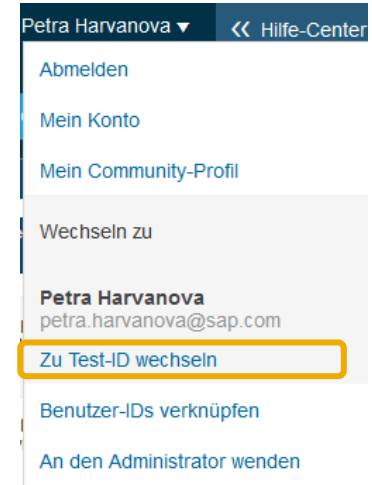 Petra Harvanova ▼ << Hilfe-Center
Abmelden
Mein Konto
Mein Community-Profil
Wechseln zu
Petra Harvanova
petra.harvanova@sap.com
Zu Test-ID wechseln
Benutzer-IDs verknüpfen
An den Administrator wenden